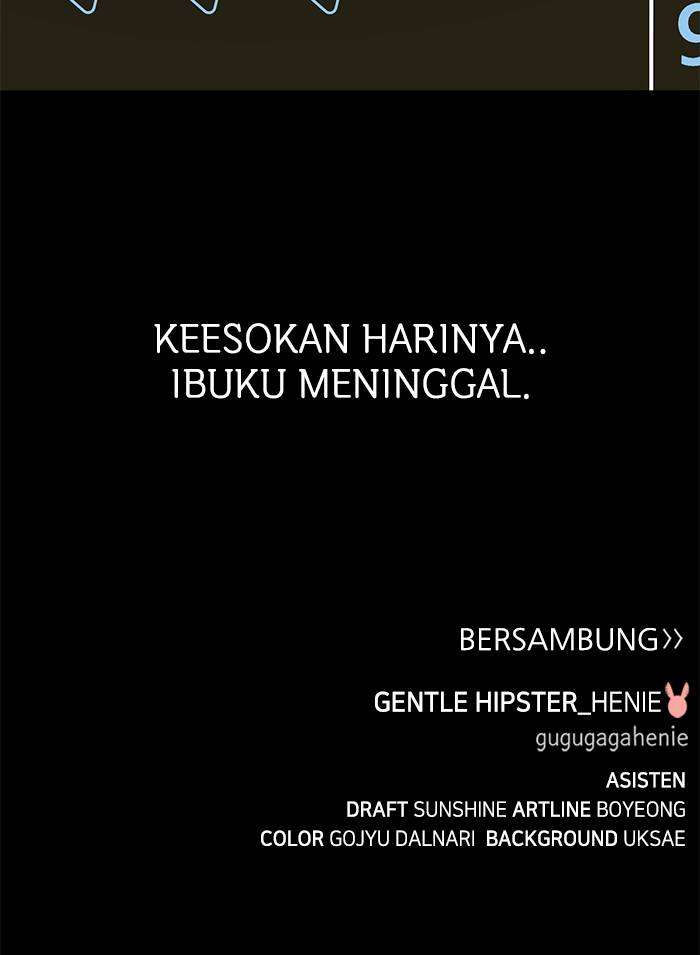 KEESOKAN HARINYA..
IBUKU MENINGGAL.
BERSAMBUNG»
GENTLE HIPSTER_HENIE
gugugagahenie
ASISTEN
DRAFT SUNSHINE ARTLINE BOYEONG
COLOR GOJYU DALNARI BACKGROUND UKSAE